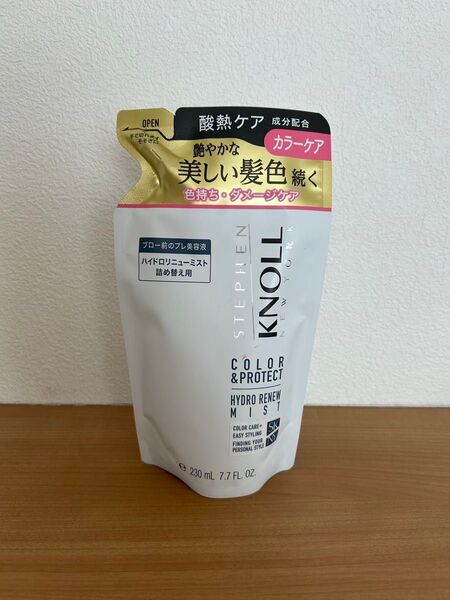 OPEN
酸熱ケア 成分配合
カラーケア
艶やかな
美しい髪色 続く
色持ち・ダメージケア
ブロー前のプレ美容液
ハイドロリニューミスト
詰め替え用
STEPHEN
KNOLL
NEW YORK
COLOR
&PROTECT
HYDRO RENEW
MIST
COLOR CARE+
EASY STYLING
FINDING YOUR
PERSONAL STYLE
SK
NY
e 230 mL 7.7 FL. OZ.